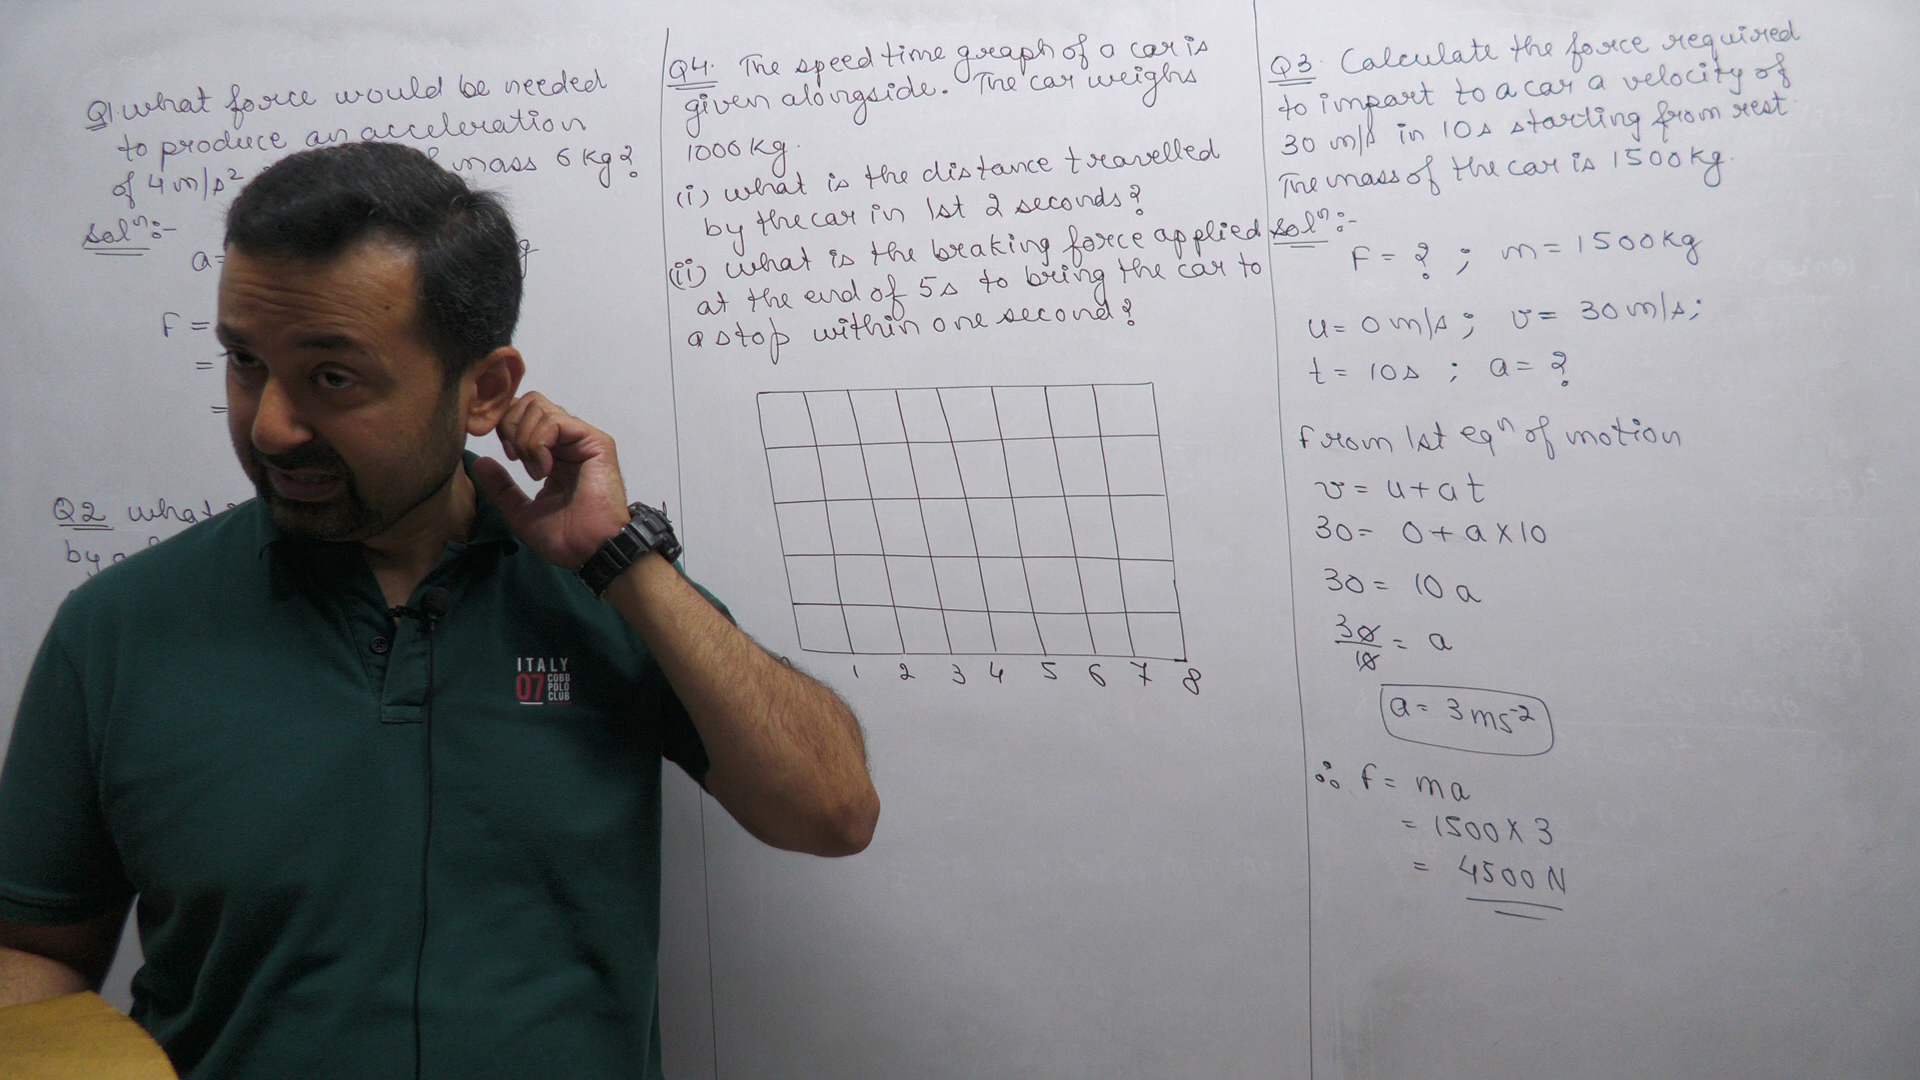 Q1. what force would be needed
to produce an acceleration
of 4 m/s² mass 6 kg?
solⁿ:-
a=
F =
=
=
Q2 what
by a
Q4. The speed time graph of a car is
given alongside. The car weighs
1000 kg.
(i) what is the distance travelled
by the car in 1st 2 seconds?
(ii) what is the braking force applied
at the end of 5s to bring the car to
a stop within one second?
1 2 3 4 5 6 7 8
Q3. Calculate the force required
to impart to a car a velocity of
30 m/s in 10s starting from rest.
The mass of the car is 1500 kg.
solⁿ:-
F = ? ; m = 1500 kg
u = 0 m/s ; v = 30 m/s ;
t = 10s ; a = ?
From 1st eqⁿ of motion
v = u + at
30 = 0 + a × 10
30 = 10 a
30/10 = a
a = 3 ms⁻²
∴ F = ma
= 1500 × 3
= 4500 N
ITALY
07 COBB
POLO
CLUB